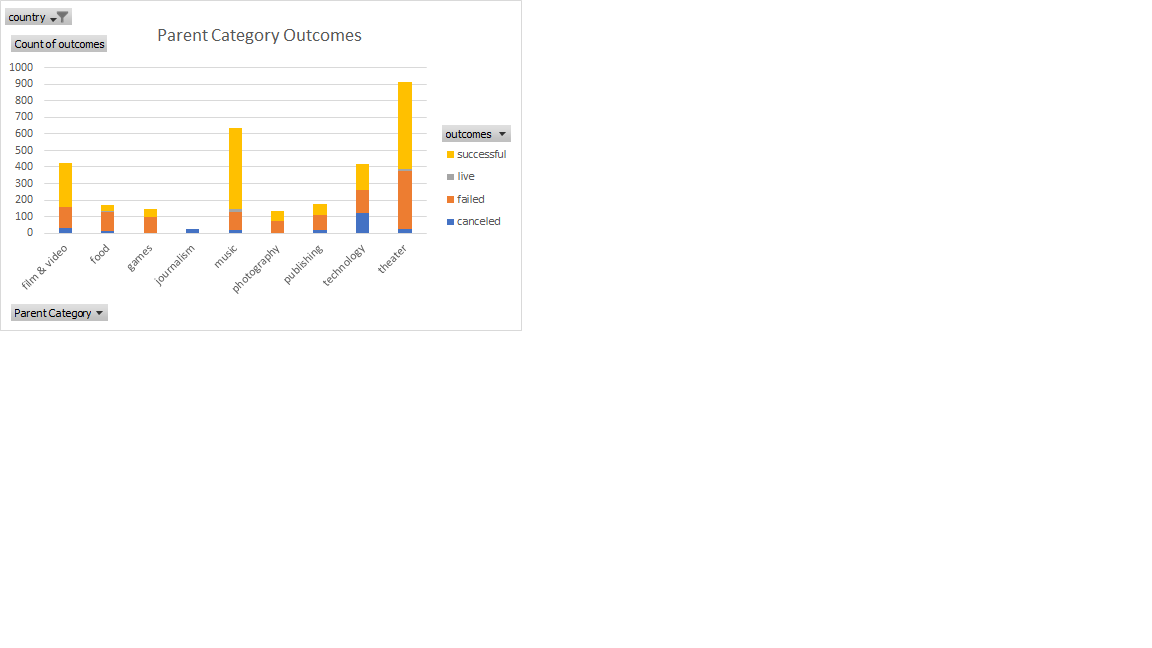 country
Parent Category Outcomes
Count of outcomes
1000
900
800
700
600
500
400
300
200
100
0
film & video
food
games
journalism
music
photography
publishing
technology
theater
outcomes
successful
live
failed
canceled
Parent Category